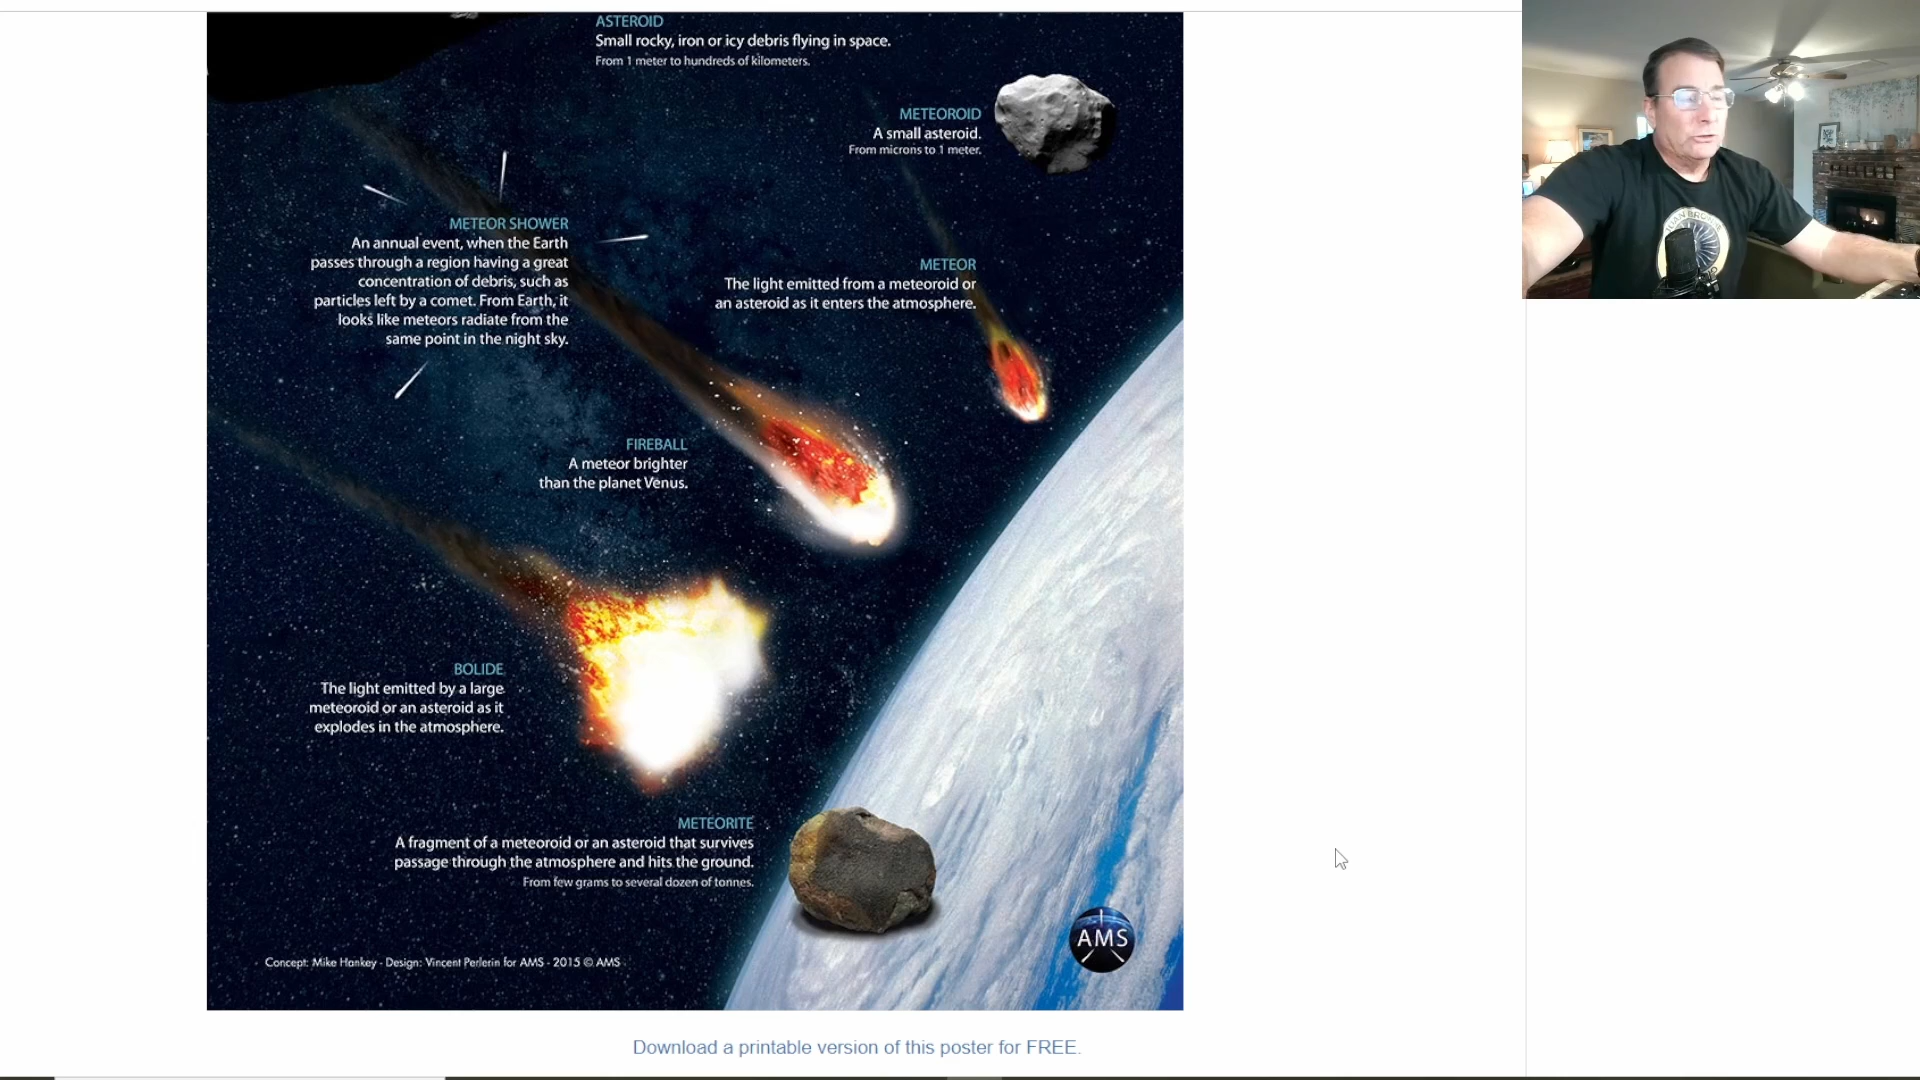 ASTEROID
Small rocky, iron or icy debris flying in space.
From 1 meter to hundreds of kilometers.
METEOROID
A small asteroid.
From microns to 1 meter.
METEOR SHOWER
An annual event, when the Earth
passes through a region having a great
concentration of debris, such as
particles left by a comet. From Earth, it
looks like meteors radiate from the
same point in the night sky.
METEOR
The light emitted from a meteoroid or
an asteroid as it enters the atmosphere.
FIREBALL
A meteor brighter
than the planet Venus.
BOLIDE
The light emitted by a large
meteoroid or an asteroid as it
explodes in the atmosphere.
METEORITE
A fragment of a meteoroid or an asteroid that survives
passage through the atmosphere and hits the ground.
From few grams to several dozen of tonnes.
AMS
Concept: Mike Hankey - Design: Vincent Perlerin for AMS - 2015 © AMS
Download a printable version of this poster for FREE.